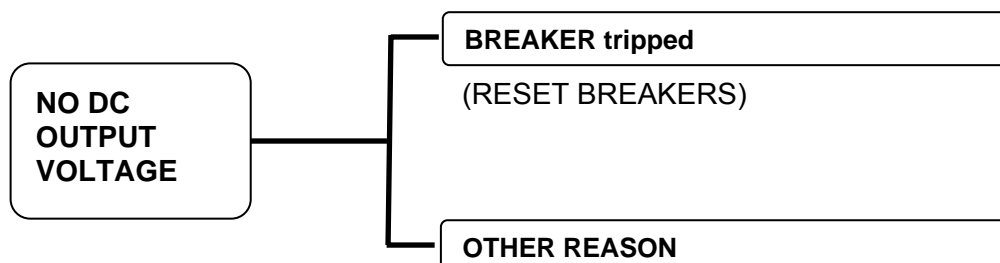 NO DC
OUTPUT
VOLTAGE
BREAKER tripped
(RESET BREAKERS)
OTHER REASON